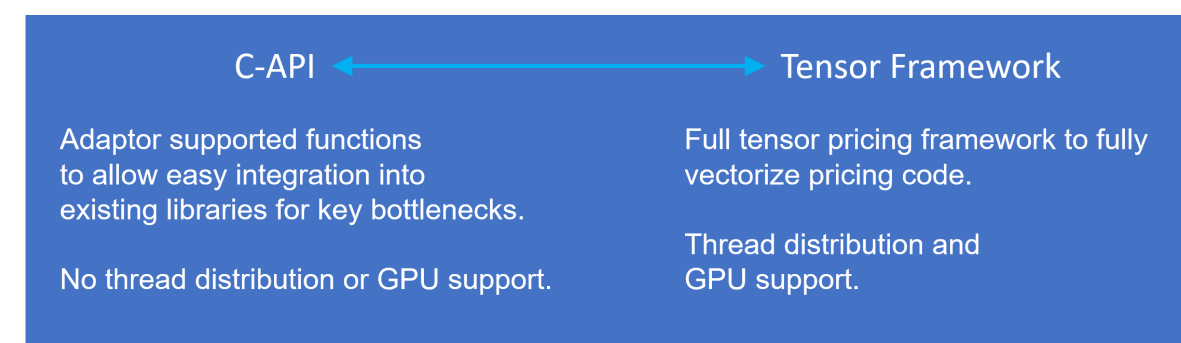 C-API
Tensor Framework
Adaptor supported functions
to allow easy integration into
existing libraries for key bottlenecks.
No thread distribution or GPU support.
Full tensor pricing framework to fully
vectorize pricing code.
Thread distribution and
GPU support.